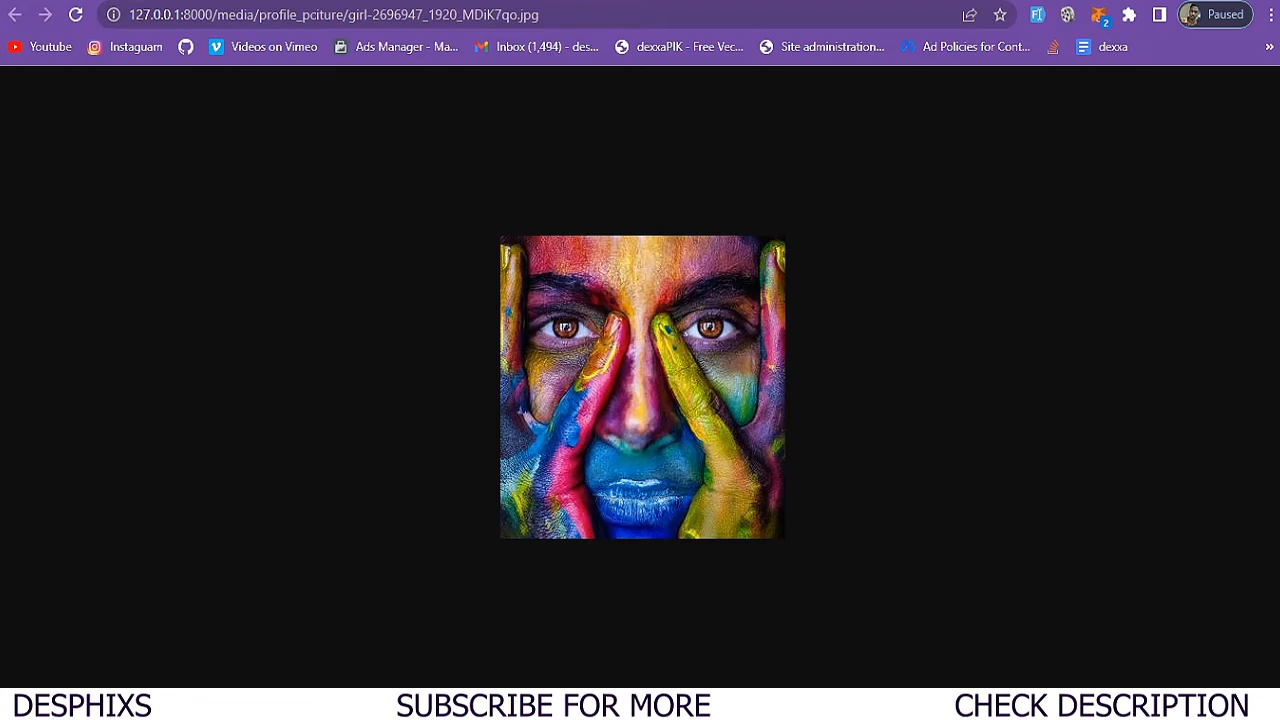 127.0.0.1:8000/media/profile_pciture/girl-2696947_1920_MDiK7qo.jpg
2
Paused
Youtube Instaguam Videos on Vimeo Ads Manager - Ma... Inbox (1,494) - des... dexxaPIK - Free Vec... Site administration... Ad Policies for Cont... dexxa »
DESPHIXS SUBSCRIBE FOR MORE CHECK DESCRIPTION